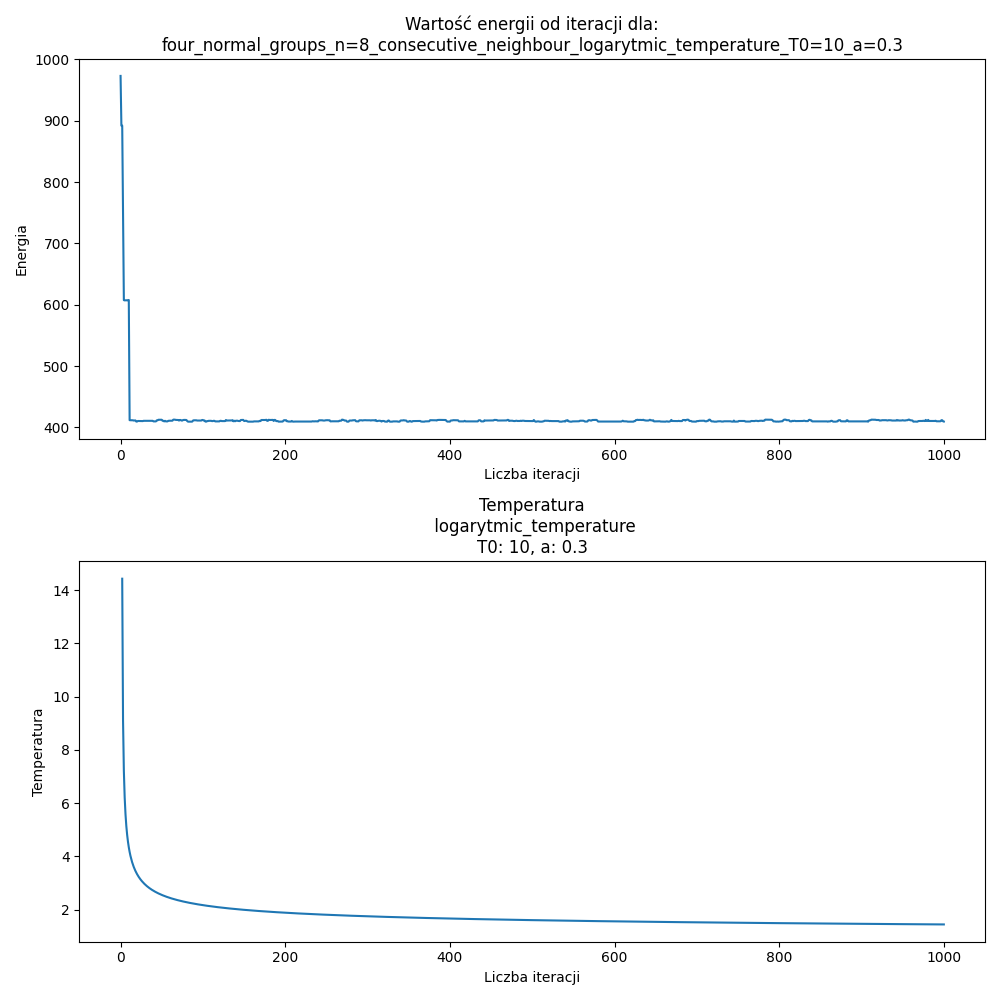 Wartość energii od iteracji dla:
four_normal_groups_n=8_consecutive_neighbour_logarytmic_temperature_T0=10_a=0.3
1000
900
800
700
600
500
400
Energia
0 200 400 600 800 1000
Liczba iteracji
Temperatura
logarytmic_temperature
T0: 10, a: 0.3
14
12
10
8
6
4
2
Temperatura
0 200 400 600 800 1000
Liczba iteracji